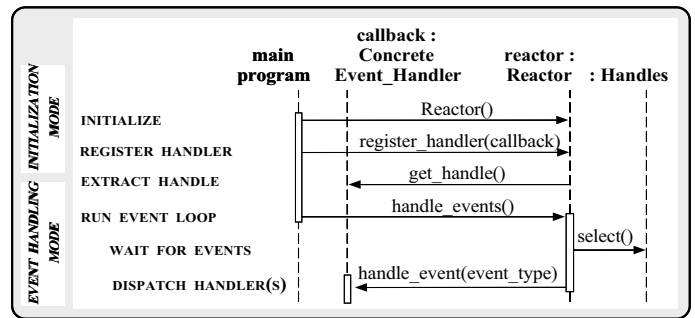 callback :
main Concrete reactor :
program Event_Handler Reactor : Handles
INITIALIZATION
MODE
INITIALIZE Reactor()
REGISTER HANDLER register_handler(callback)
EXTRACT HANDLE get_handle()
EVENT HANDLING
MODE
RUN EVENT LOOP handle_events()
WAIT FOR EVENTS select()
DISPATCH HANDLER(S) handle_event(event_type)